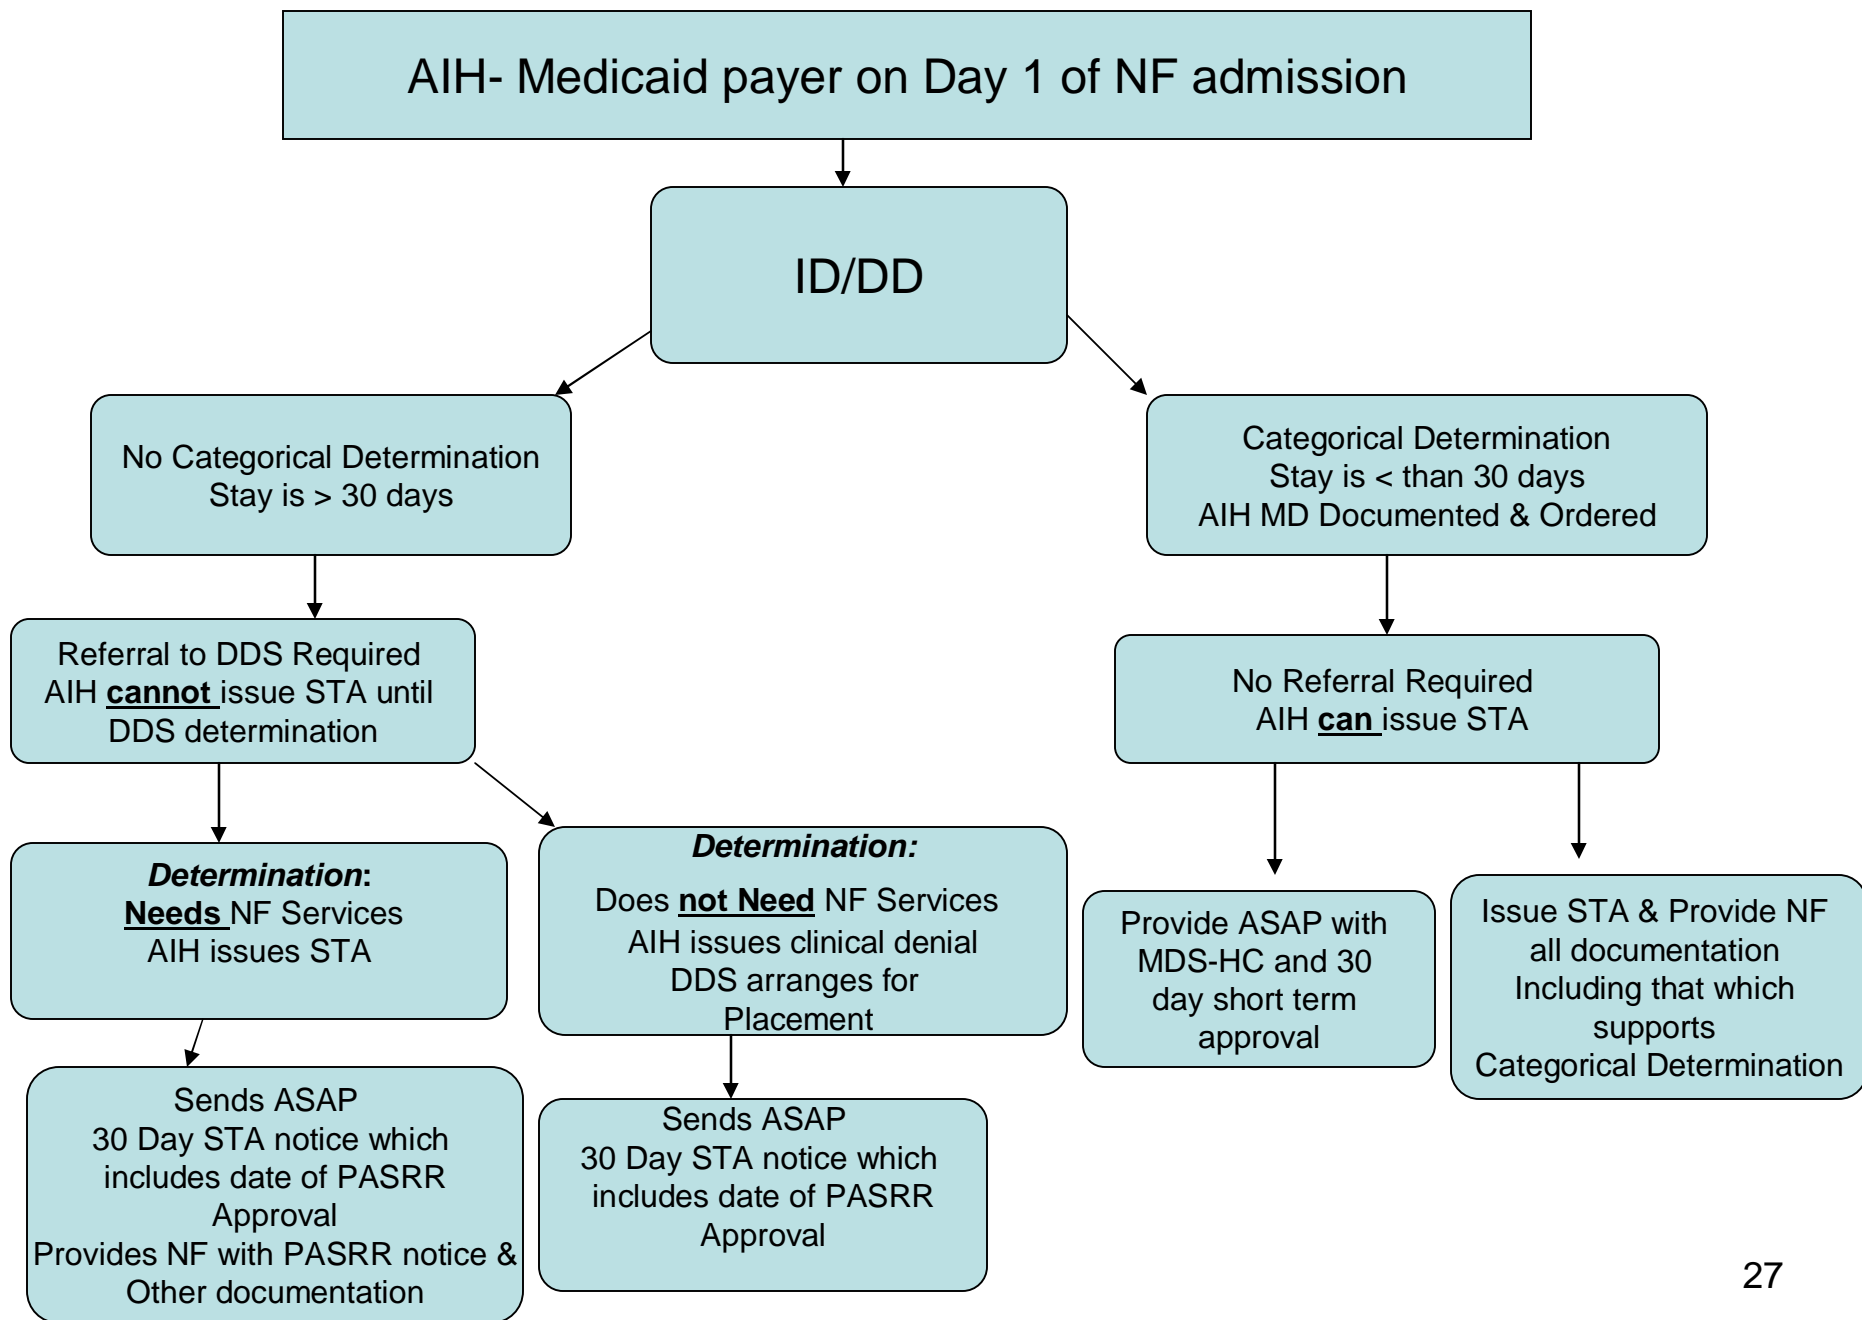 AIH- Medicaid payer on Day 1 of NF admission
ID/DD
No Categorical Determination
Stay is > 30 days
Categorical Determination
Stay is < than 30 days
AIH MD Documented & Ordered
Referral to DDS Required
AIH cannot issue STA until
DDS determination
No Referral Required
AIH can issue STA
Determination:
Needs NF Services
AIH issues STA
Determination:
Does not Need NF Services
AIH issues clinical denial
DDS arranges for
Placement
Provide ASAP with
MDS-HC and 30
day short term
approval
Issue STA & Provide NF
all documentation
Including that which
supports
Categorical Determination
Sends ASAP
30 Day STA notice which
includes date of PASRR
Approval
Provides NF with PASRR notice &
Other documentation
Sends ASAP
30 Day STA notice which
includes date of PASRR
Approval
27